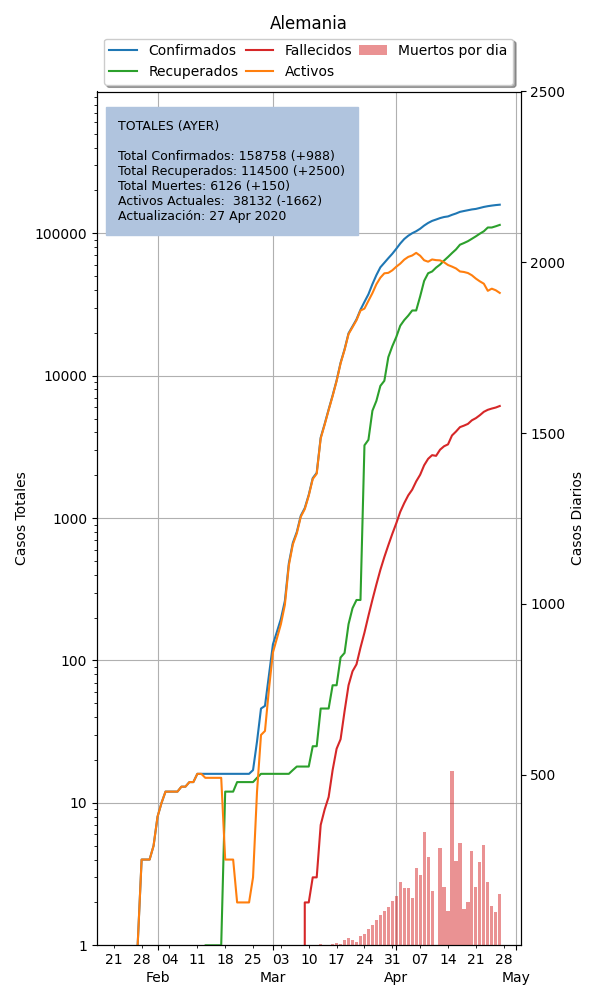 Alemania
Confirmados
Recuperados
Fallecidos
Activos
Muertos por dia
TOTALES (AYER)
Total Confirmados: 158758 (+988)
Total Recuperados: 114500 (+2500)
Total Muertes: 6126 (+150)
Activos Actuales:  38132 (-1662)
Actualización: 27 Apr 2020
100000
10000
1000
100
10
1
Casos Totales
2500
2000
1500
1000
500
Casos Diarios
21 28 04 11 18 25 03 10 17 24 31 07 14 21 28
Feb Mar Apr May